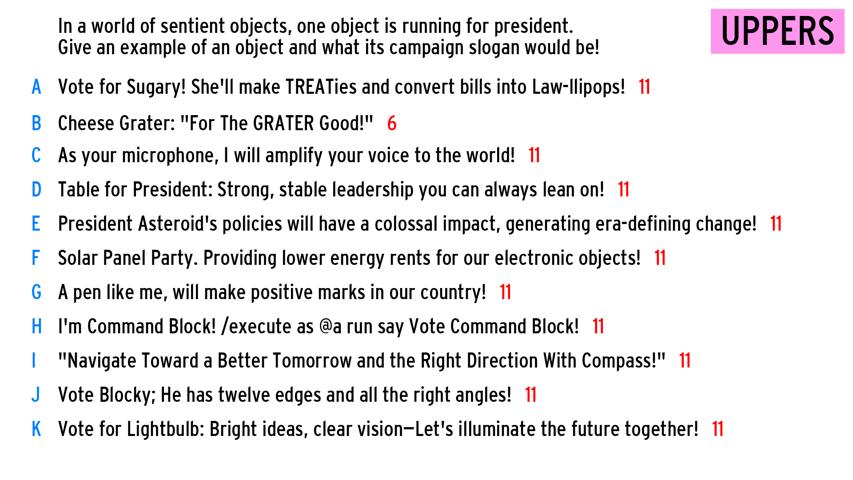 In a world of sentient objects, one object is running for president.
Give an example of an object and what its campaign slogan would be!
UPPERS
A Vote for Sugary! She'll make TREATies and convert bills into Law-llipops! 11
B Cheese Grater: "For The GRATER Good!" 6
C As your microphone, I will amplify your voice to the world! 11
D Table for President: Strong, stable leadership you can always lean on! 11
E President Asteroid's policies will have a colossal impact, generating era-defining change! 11
F Solar Panel Party. Providing lower energy rents for our electronic objects! 11
G A pen like me, will make positive marks in our country! 11
H I'm Command Block! /execute as @a run say Vote Command Block! 11
I "Navigate Toward a Better Tomorrow and the Right Direction With Compass!" 11
J Vote Blocky; He has twelve edges and all the right angles! 11
K Vote for Lightbulb: Bright ideas, clear vision—Let's illuminate the future together! 11